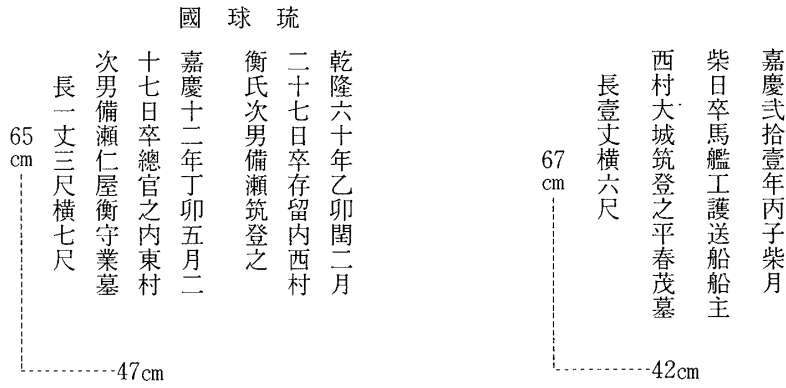 嘉慶弐拾壹年丙子柴月
柴日卒馬艦工護送船船主
西村大城筑登之平春茂墓
長壹丈横六尺
67
cm
42cm
琉球國
乾隆六十年乙卯閏二月
二十七日卒存留内西村
衡氏次男備瀬筑登之
嘉慶十二年丁卯五月二
十七日卒總官之内東村
次男備瀬仁屋衡守業墓
長一丈三尺横七尺
65
cm
47cm